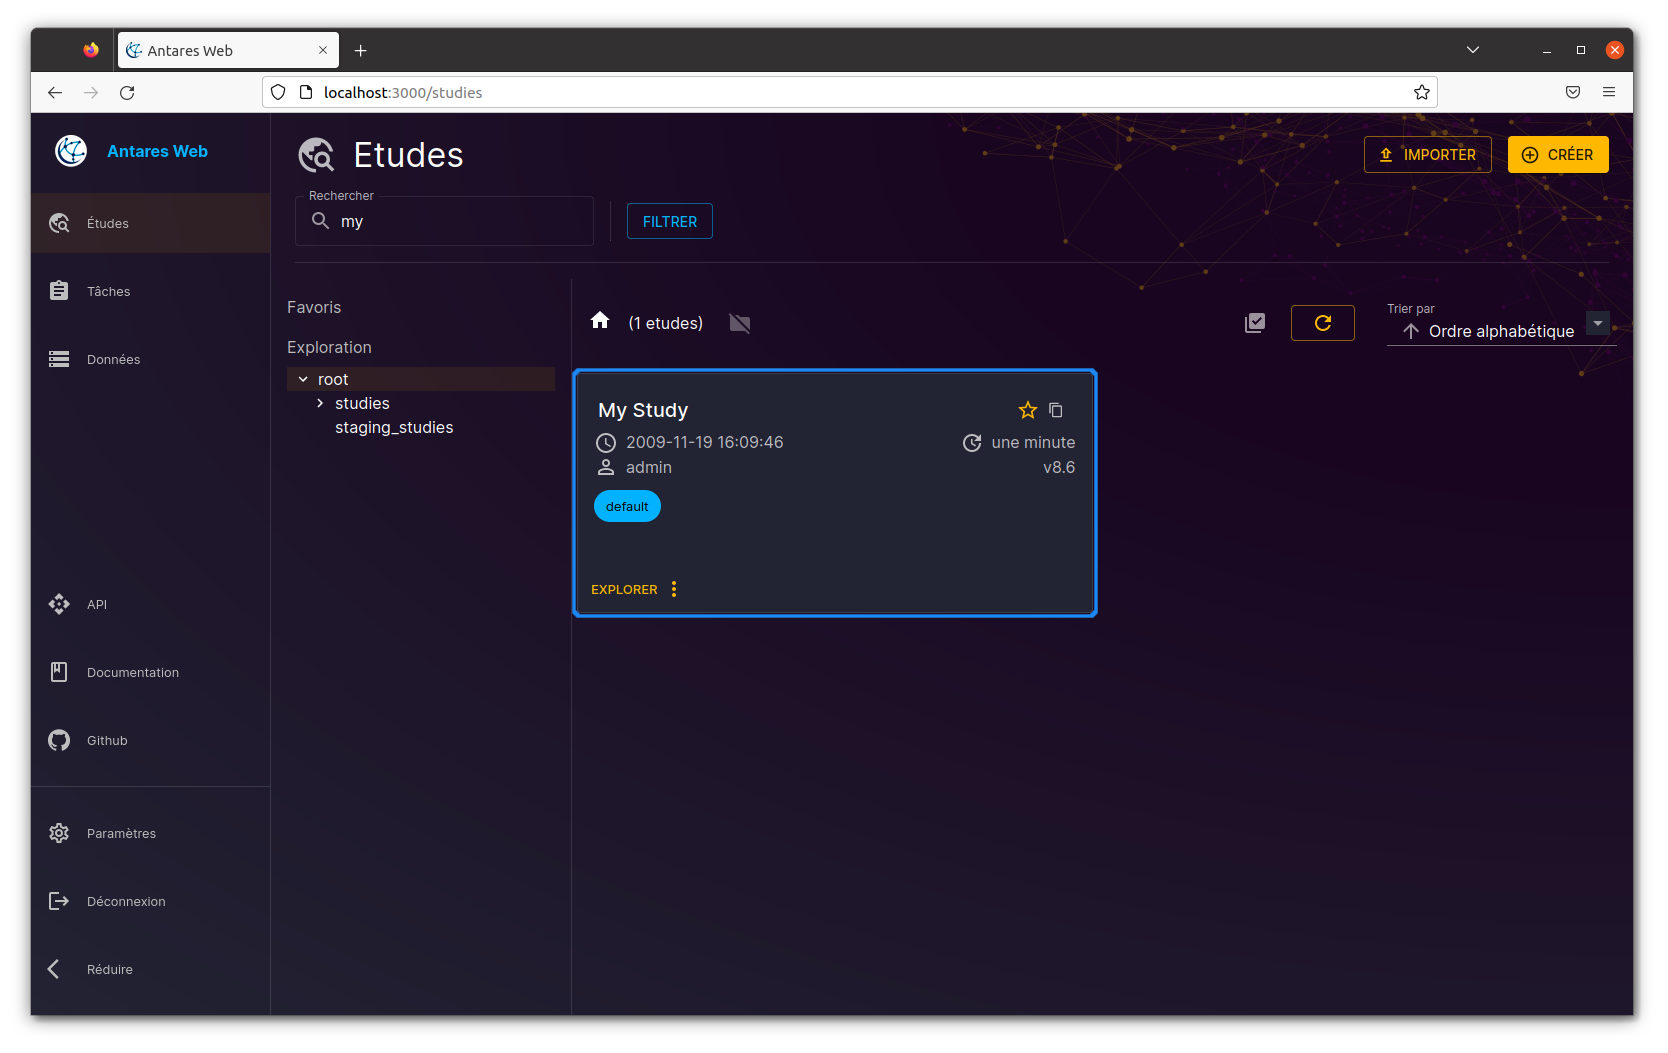 Antares Web
localhost:3000/studies
Antares Web
Études
Tâches
Données
API
Documentation
Github
Paramètres
Déconnexion
Réduire
Etudes
IMPORTER
CRÉER
Rechercher
my
FILTRER
Favoris
Exploration
root
studies
staging_studies
(1 etudes)
Trier par
Ordre alphabétique
My Study
2009-11-19 16:09:46
une minute
admin
v8.6
default
EXPLORER